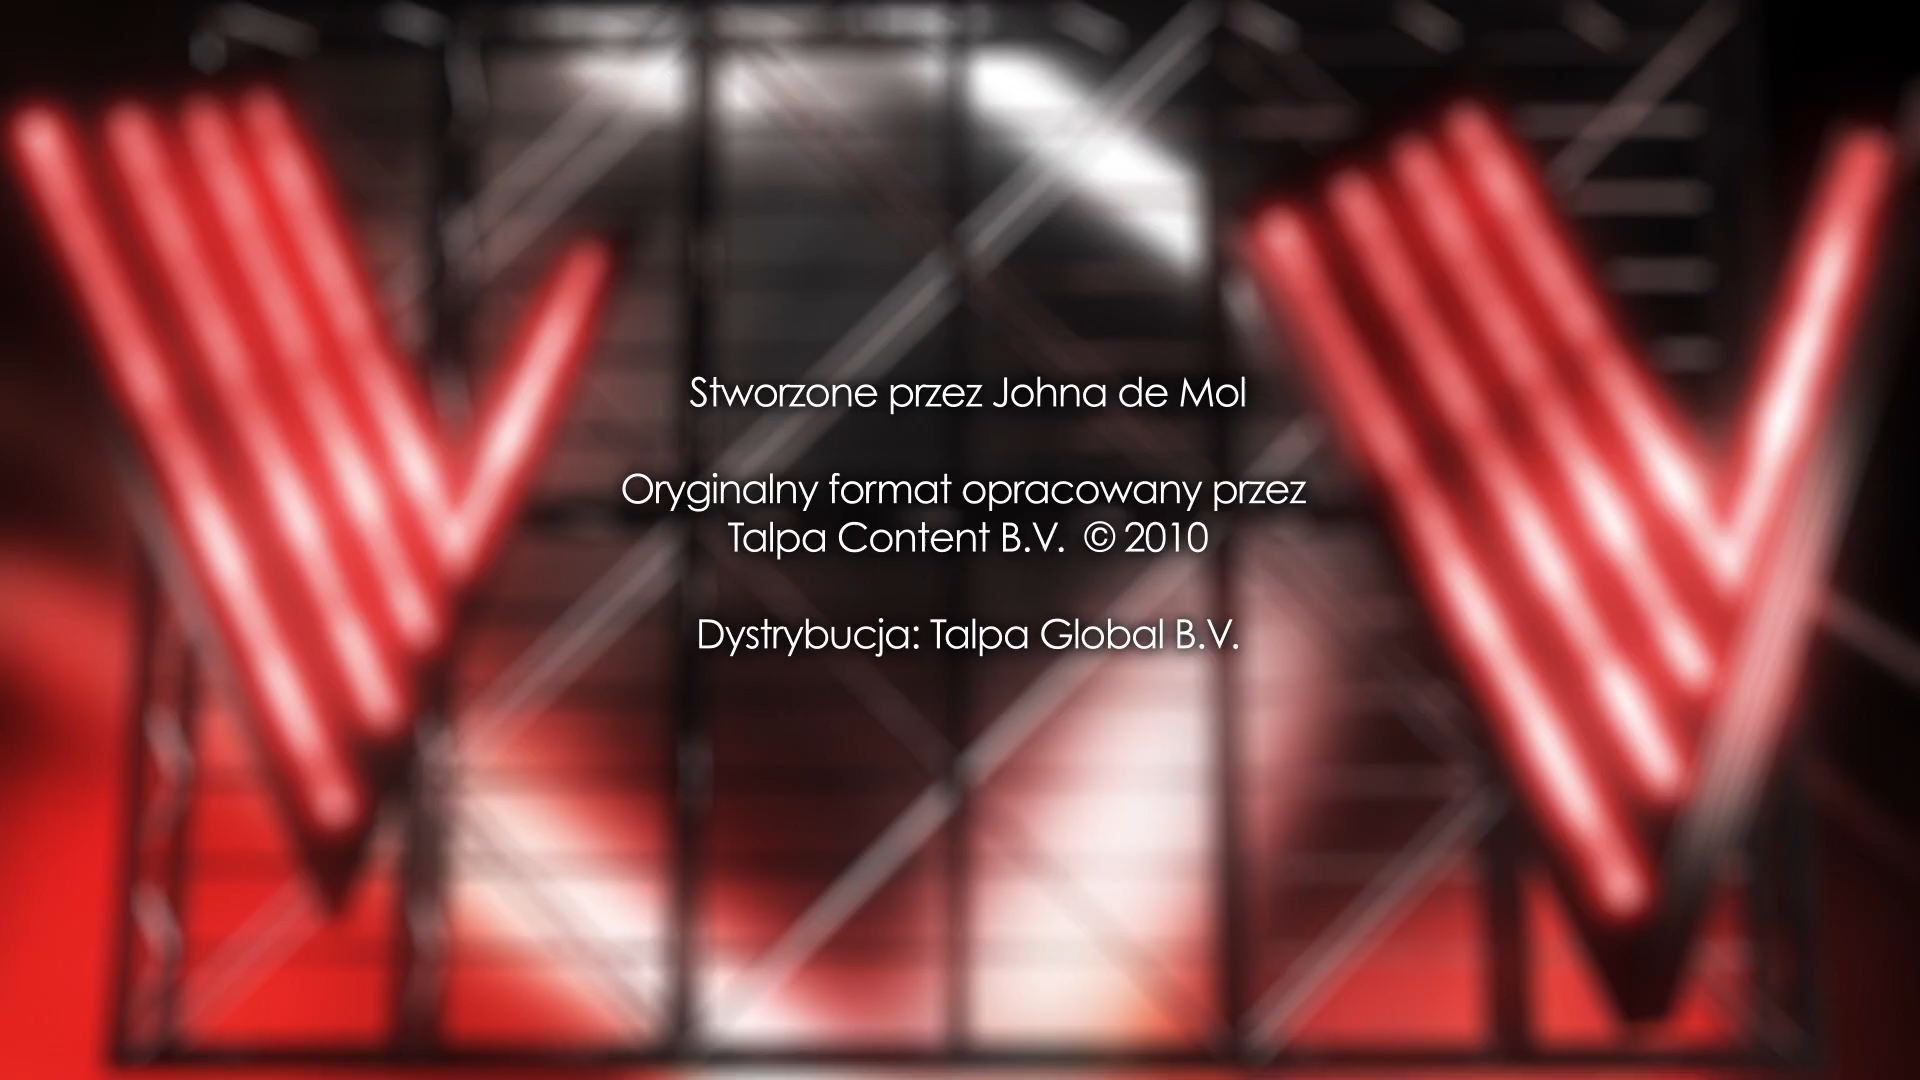 Stworzone przez Johna de Mol
Oryginalny format opracowany przez
Talpa Content B.V. © 2010
Dystrybucja: Talpa Global B.V.